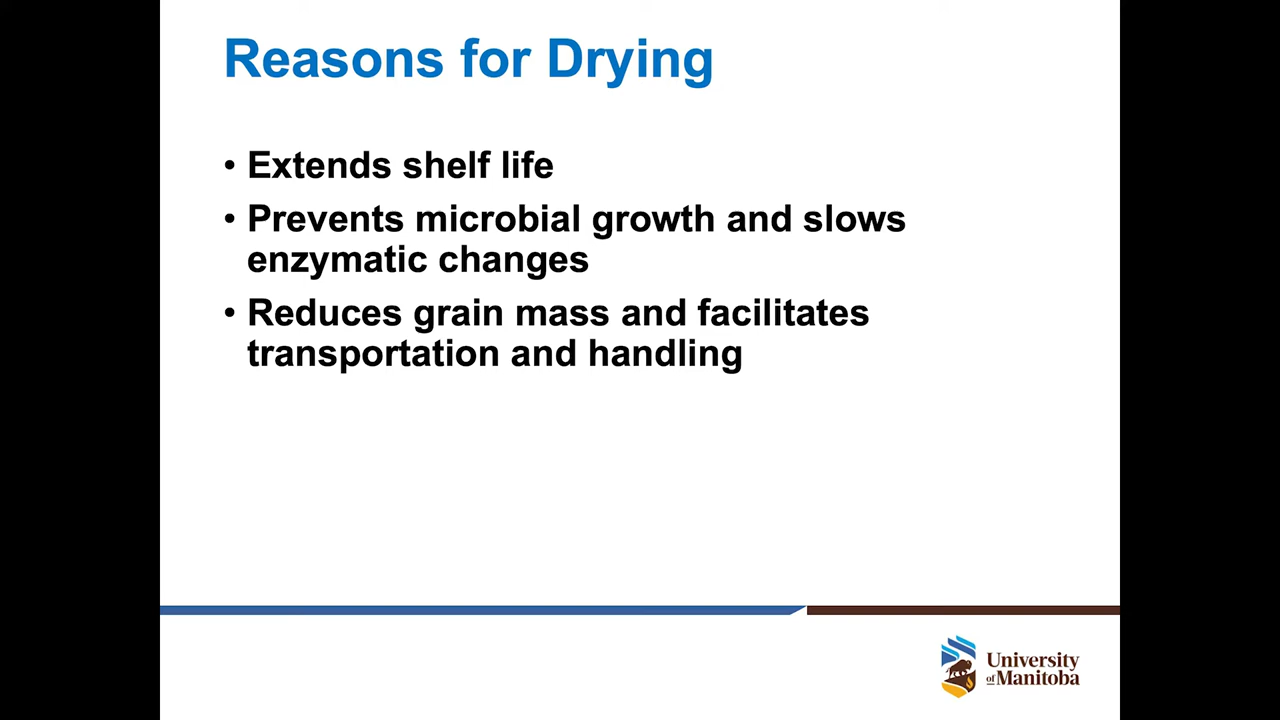 Reasons for Drying
• Extends shelf life
• Prevents microbial growth and slows
enzymatic changes
• Reduces grain mass and facilitates
transportation and handling
University
of Manitoba